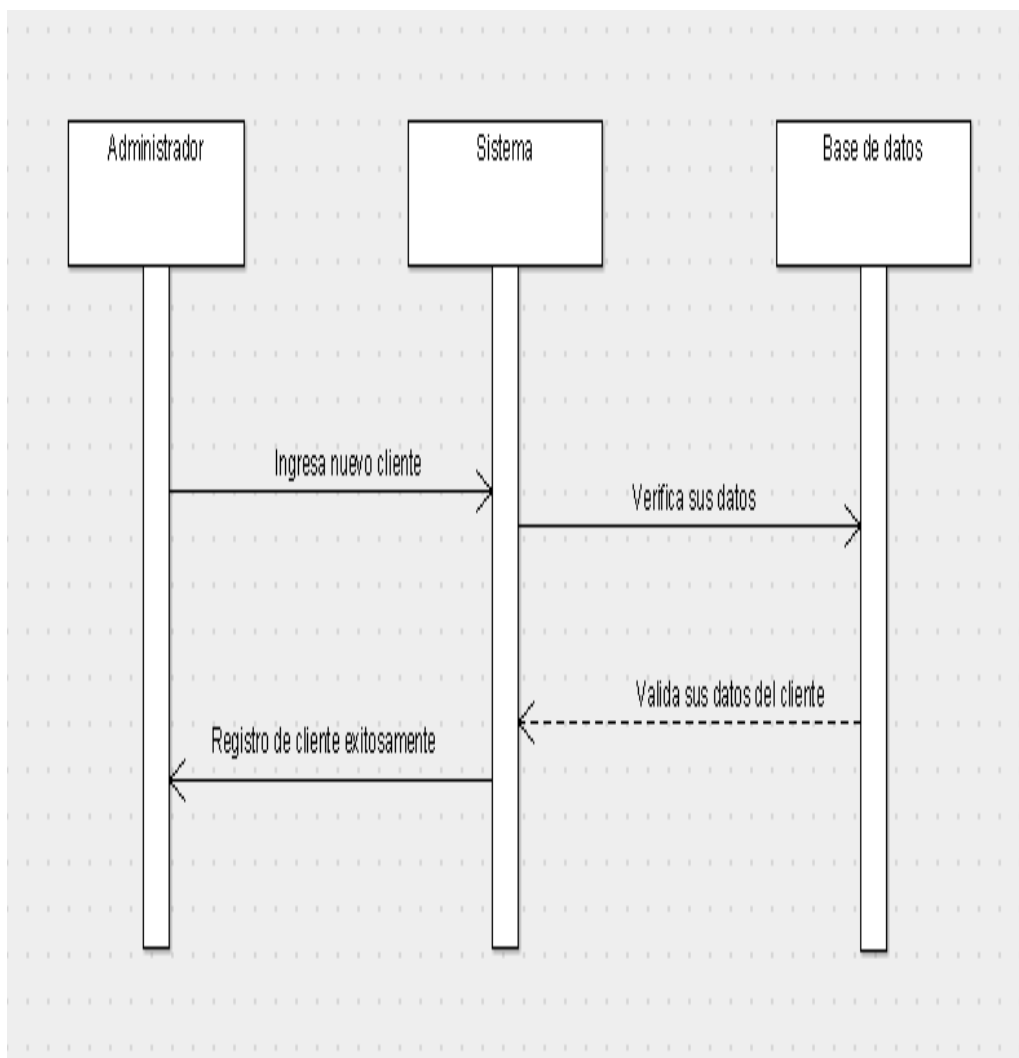 Administrador
Sistema
Base de datos
Ingresa nuevo cliente
Verifica sus datos
Valida sus datos del cliente
Registro de cliente exitosamente